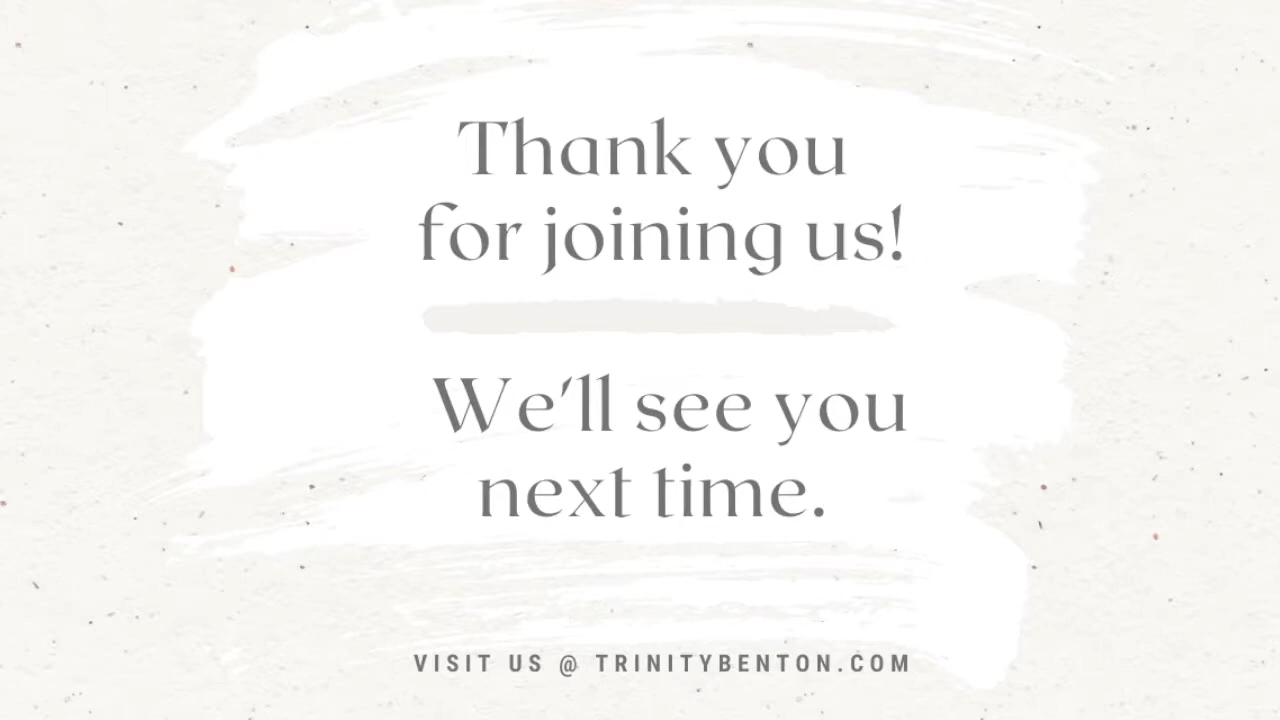 Thank you
for joining us!
We'll see you
next time.
VISIT US @ TRINITYBENTON.COM